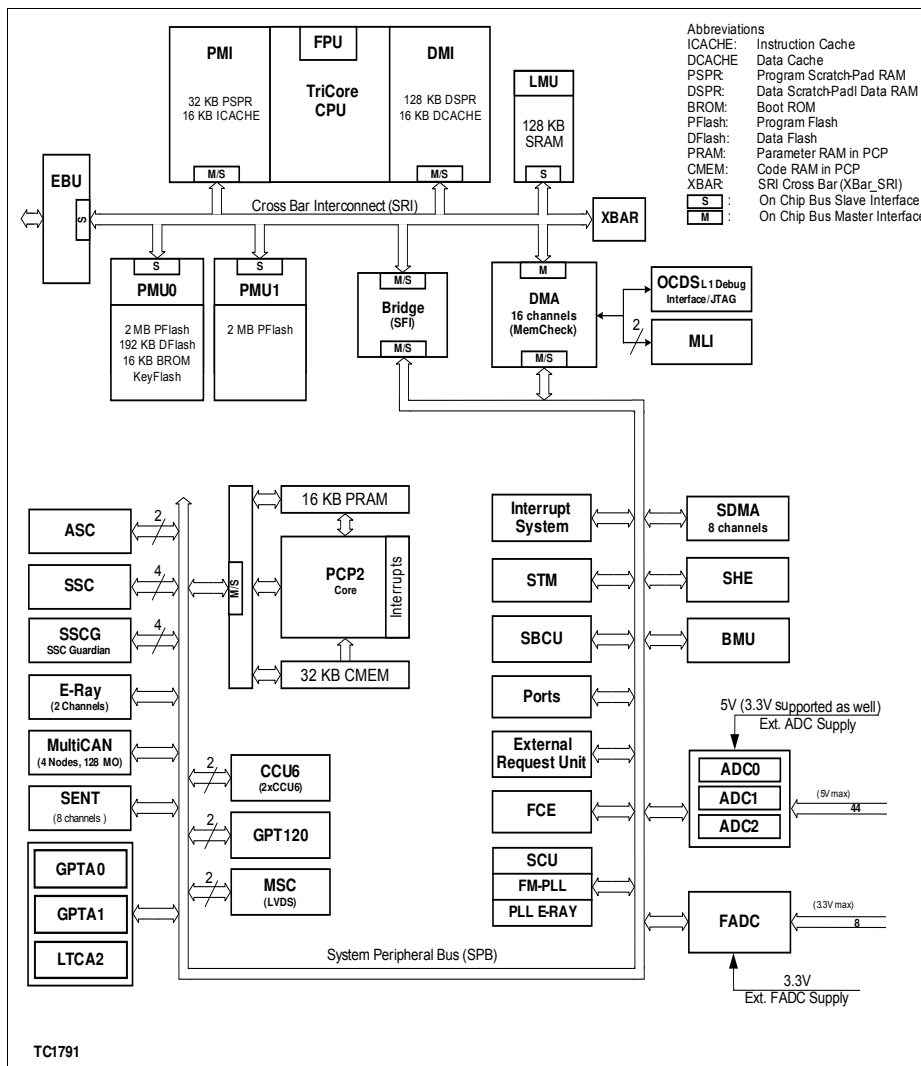 PMI
32 KB PSPR
16 KB ICACHE
M/S
FPU
TriCore
CPU
DMI
128 KB DSPR
16 KB DCACHE
M/S
LMU
128 KB
SRAM
S
Abbreviations:
ICACHE: Instruction Cache
DCACHE Data Cache
PSPR: Program Scratch-Pad RAM
DSPR: Data Scratch-Padl Data RAM
BROM: Boot ROM
PFlash: Program Flash
DFlash: Data Flash
PRAM: Parameter RAM in PCP
CMEM: Code RAM in PCP
XBAR: SRI Cross Bar (XBar_SRI)
S : On Chip Bus Slave Interface
M : On Chip Bus Master Interface
EBU
S
Cross Bar Interconnect (SRI)
XBAR
S
PMU0
2 MB PFlash
192 KB DFlash
16 KB BROM
KeyFlash
S
PMU1
2 MB PFlash
M/S
Bridge
(SFI)
M/S
M
DMA
16 channels
(MemCheck)
M/S
OCDS L1 Debug
Interface/JTAG
2
MLI
ASC
2
SSC
4
SSCG
SSC Guardian
4
E-Ray
(2 Channels)
MultiCAN
(4 Nodes, 128 MO)
SENT
(8 channels )
GPTA0
GPTA1
LTCA2
M/S
16 KB PRAM
PCP2
Core
Interrupts
32 KB CMEM
2
CCU6
(2xCCU6)
2
GPT120
2
MSC
(LVDS)
System Peripheral Bus (SPB)
Interrupt
System
STM
SBCU
Ports
External
Request Unit
FCE
SCU
FM-PLL
PLL E-RAY
SDMA
8 channels
SHE
BMU
5V (3.3V supported as well)
Ext. ADC Supply
ADC0
ADC1
ADC2
(5V max)
44
FADC
(3.3V max)
8
3.3V
Ext. FADC Supply
TC1791